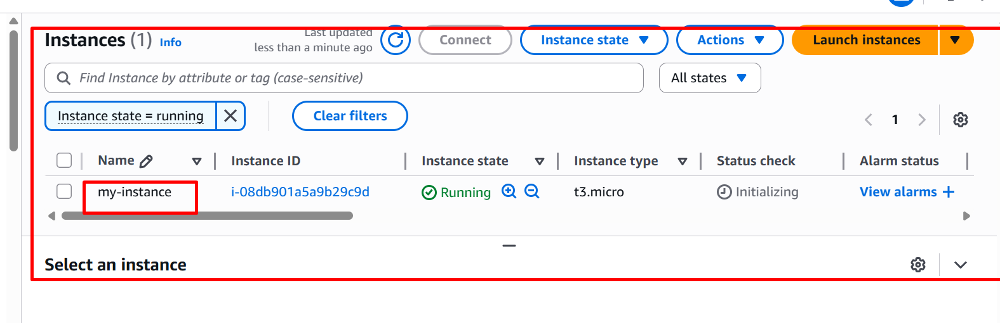 Instances (1) Info
Last updated
less than a minute ago
Connect
Instance state
Actions
Launch instances
Find Instance by attribute or tag (case-sensitive)
All states
Instance state = running
Clear filters
1
Name Instance ID Instance state Instance type Status check Alarm status
my-instance i-08db901a5a9b29c9d Running t3.micro Initializing View alarms +
Select an instance